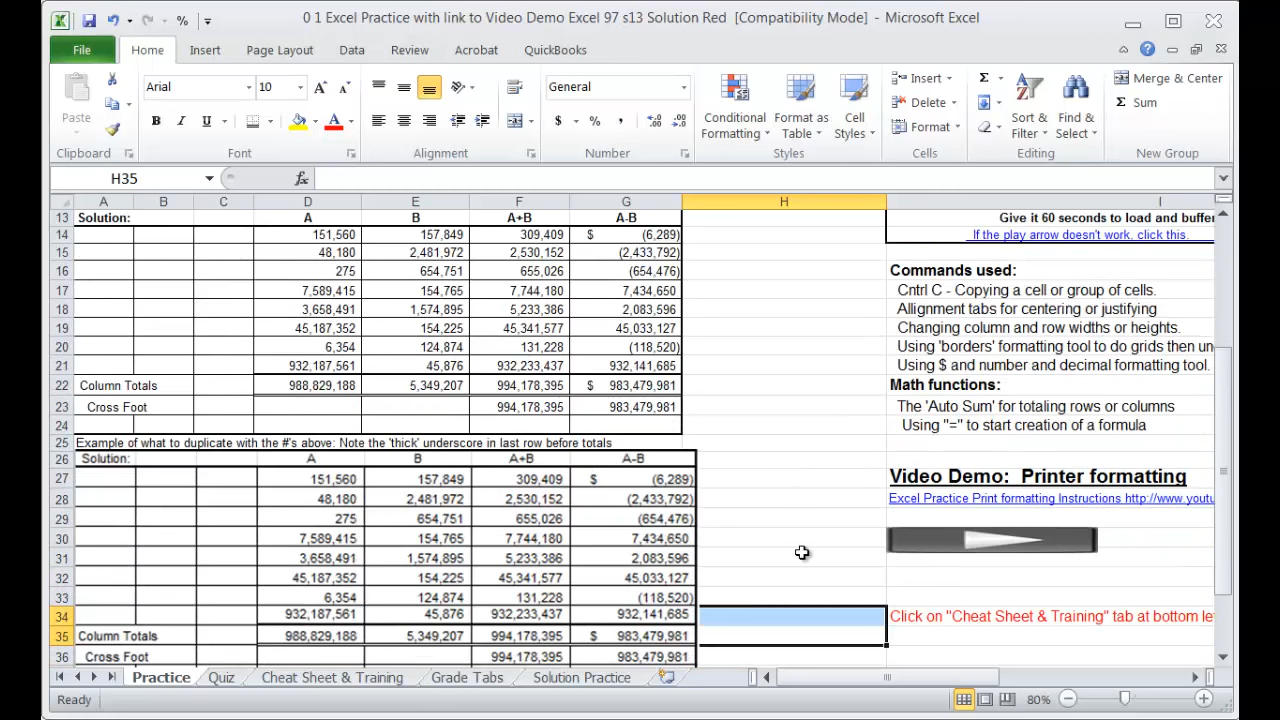 0 1 Excel Practice with link to Video Demo Excel 97 s13 Solution Red [Compatibility Mode] - Microsoft Excel
File Home Insert Page Layout Data Review Acrobat QuickBooks
Paste Arial 10 General Conditional Formatting Format as Table Cell Styles Insert Delete Format Sort & Filter Find & Select Merge & Center Sum
Clipboard Font Alignment Number Styles Cells Editing New Group
H35 fx
A B C D E F G H I
13 Solution: A B A+B A-B Give it 60 seconds to load and buffer
14 151,560 157,849 309,409 $ (6,289) If the play arrow doesn't work, click this.
15 48,180 2,481,972 2,530,152 (2,433,792)
16 275 654,751 655,026 (654,476) Commands used:
17 7,589,415 154,765 7,744,180 7,434,650 Cntrl C - Copying a cell or group of cells.
18 3,658,491 1,574,895 5,233,386 2,083,596 Allignment tabs for centering or justifying
19 45,187,352 154,225 45,341,577 45,033,127 Changing column and row widths or heights.
20 6,354 124,874 131,228 (118,520) Using 'borders' formatting tool to do grids then un
21 932,187,561 45,876 932,233,437 932,141,685 Using $ and number and decimal formatting tool.
22 Column Totals 988,829,188 5,349,207 994,178,395 $ 983,479,981 Math functions:
23 Cross Foot 994,178,395 983,479,981 The 'Auto Sum' for totaling rows or columns
24 Using "=" to start creation of a formula
25 Example of what to duplicate with the #'s above: Note the 'thick' underscore in last row before totals
26 Solution: A B A+B A-B
27 151,560 157,849 309,409 $ (6,289) Video Demo: Printer formatting
28 48,180 2,481,972 2,530,152 (2,433,792) Excel Practice Print formatting Instructions http://www.youtu
29 275 654,751 655,026 (654,476)
30 7,589,415 154,765 7,744,180 7,434,650
31 3,658,491 1,574,895 5,233,386 2,083,596
32 45,187,352 154,225 45,341,577 45,033,127
33 6,354 124,874 131,228 (118,520)
34 932,187,561 45,876 932,233,437 932,141,685 Click on "Cheat Sheet & Training" tab at bottom le
35 Column Totals 988,829,188 5,349,207 994,178,395 $ 983,479,981
36 Cross Foot 994,178,395 983,479,981
Practice Quiz Cheat Sheet & Training Grade Tabs Solution Practice
Ready 80%